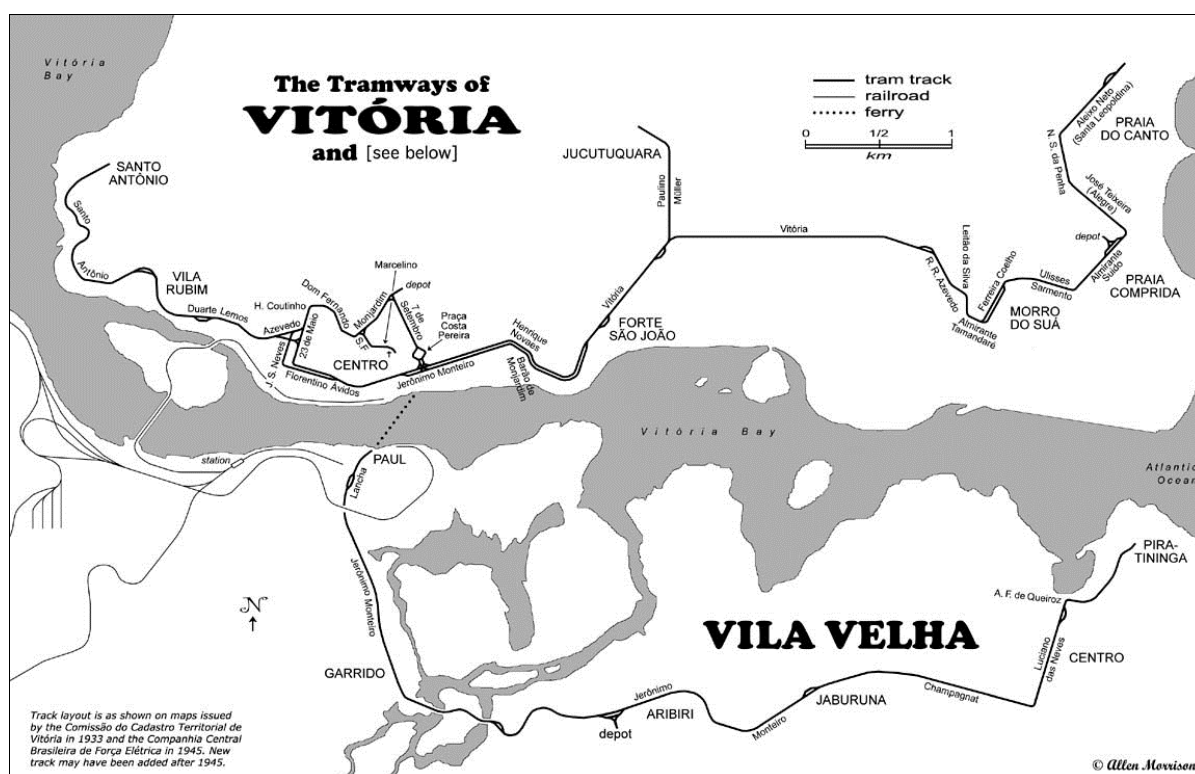 Vitória
Bay
The Tramways of
VITÓRIA
and [see below]
tram track
railroad
ferry
0 1/2 1
km
SANTO
ANTÔNIO
Santo
Antônio
VILA
RUBIM
Duarte Lemos
Azevedo
H. Coutinho
23 de Maio
J. S. Neves
Florentino Ávidos
Dom Fernando
Monjardim
S.F.
Marcelino
depot
7 de
Setembro
Praça
Costa
Pereira
CENTRO
Jerônimo Monteiro
Henrique
Novaes
Barão de
Monjardim
Vitória
FORTE
SÃO JOÃO
JUCUTUQUARA
Paulino
Müller
Vitória
R. R. Azevedo
Leitão da Silva
Almirante
Tamandaré
Ferreira Coelho
MORRO
DO SUÁ
Ulisses
Sarmento
Almirante
Suido
depot
PRAIA
COMPRIDA
José Teixeira
(Alegre)
N. S. da Penha
Aleixo Nato
(Santa Leopoldina)
PRAIA
DO CANTO
Vitória Bay
Atlantic
Ocean
station
PAUL
Lancha
Jerônimo Monteiro
GARRIDO
depot
Jerônimo
ARIBIRI
Monteiro
JABURUNA
Champagnat
Luciano
das Neves
CENTRO
A. F. de Queiroz
PIRA-
TININGA
VILA VELHA
N
Track layout is as shown on maps issued
by the Comissão do Cadastro Territorial de
Vitória in 1933 and the Companhia Central
Brasileira de Força Elétrica in 1945. New
track may have been added after 1945.
© Allen Morrison